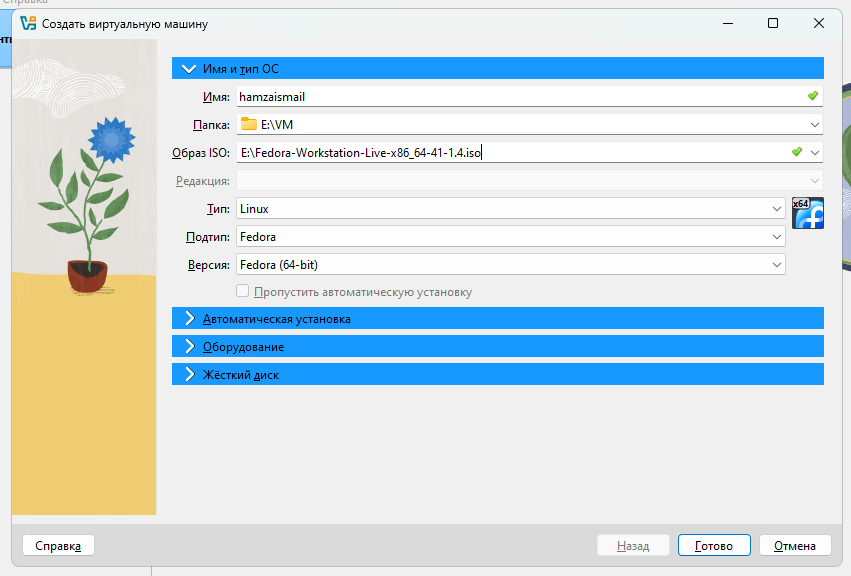 Справка
Создать виртуальную машину
Имя и тип ОС
Имя: hamzaismail
Папка: E:\VM
Образ ISO: E:\Fedora-Workstation-Live-x86_64-41-1.4.iso
Редакция:
Тип: Linux
x64
Подтип: Fedora
Версия: Fedora (64-bit)
Пропустить автоматическую установку
Автоматическая установка
Оборудование
Жёсткий диск
Справка
Назад
Готово
Отмена